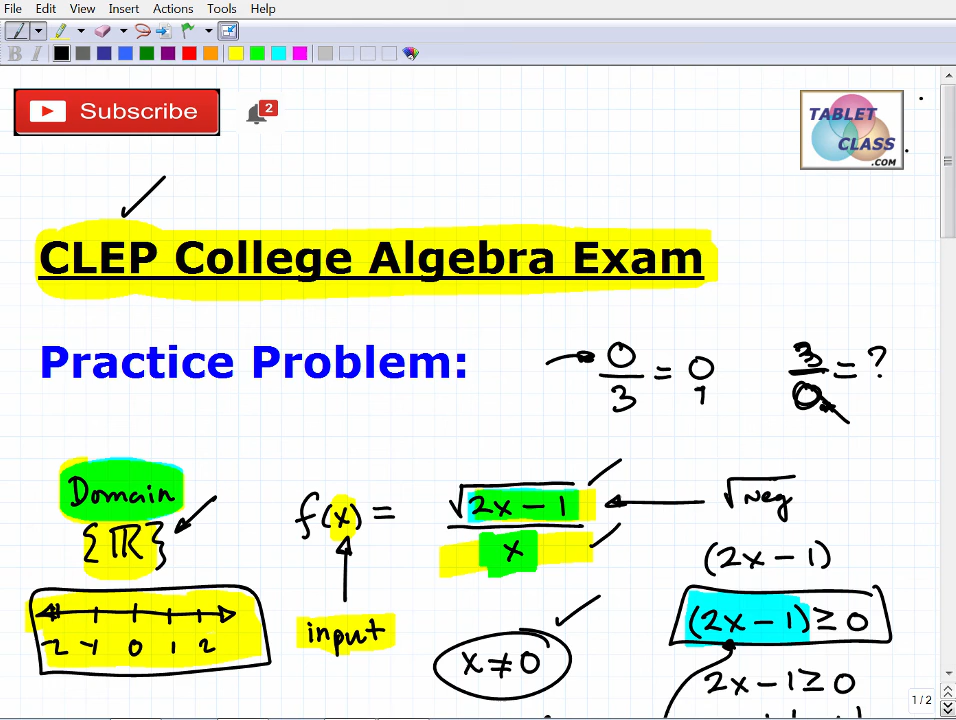 File Edit View Insert Actions Tools Help
B I
Subscribe
2
TABLET
CLASS
.COM
CLEP College Algebra Exam
Practice Problem:
0/3 = 0
1
3/0 = ?
Domain
{ℝ}
f(x) = √(2x - 1)/x
√neg
(2x - 1)
-2 -1 0 1 2
input
x ≠ 0
(2x - 1) ≥ 0
2x - 1 ≥ 0
1 / 2